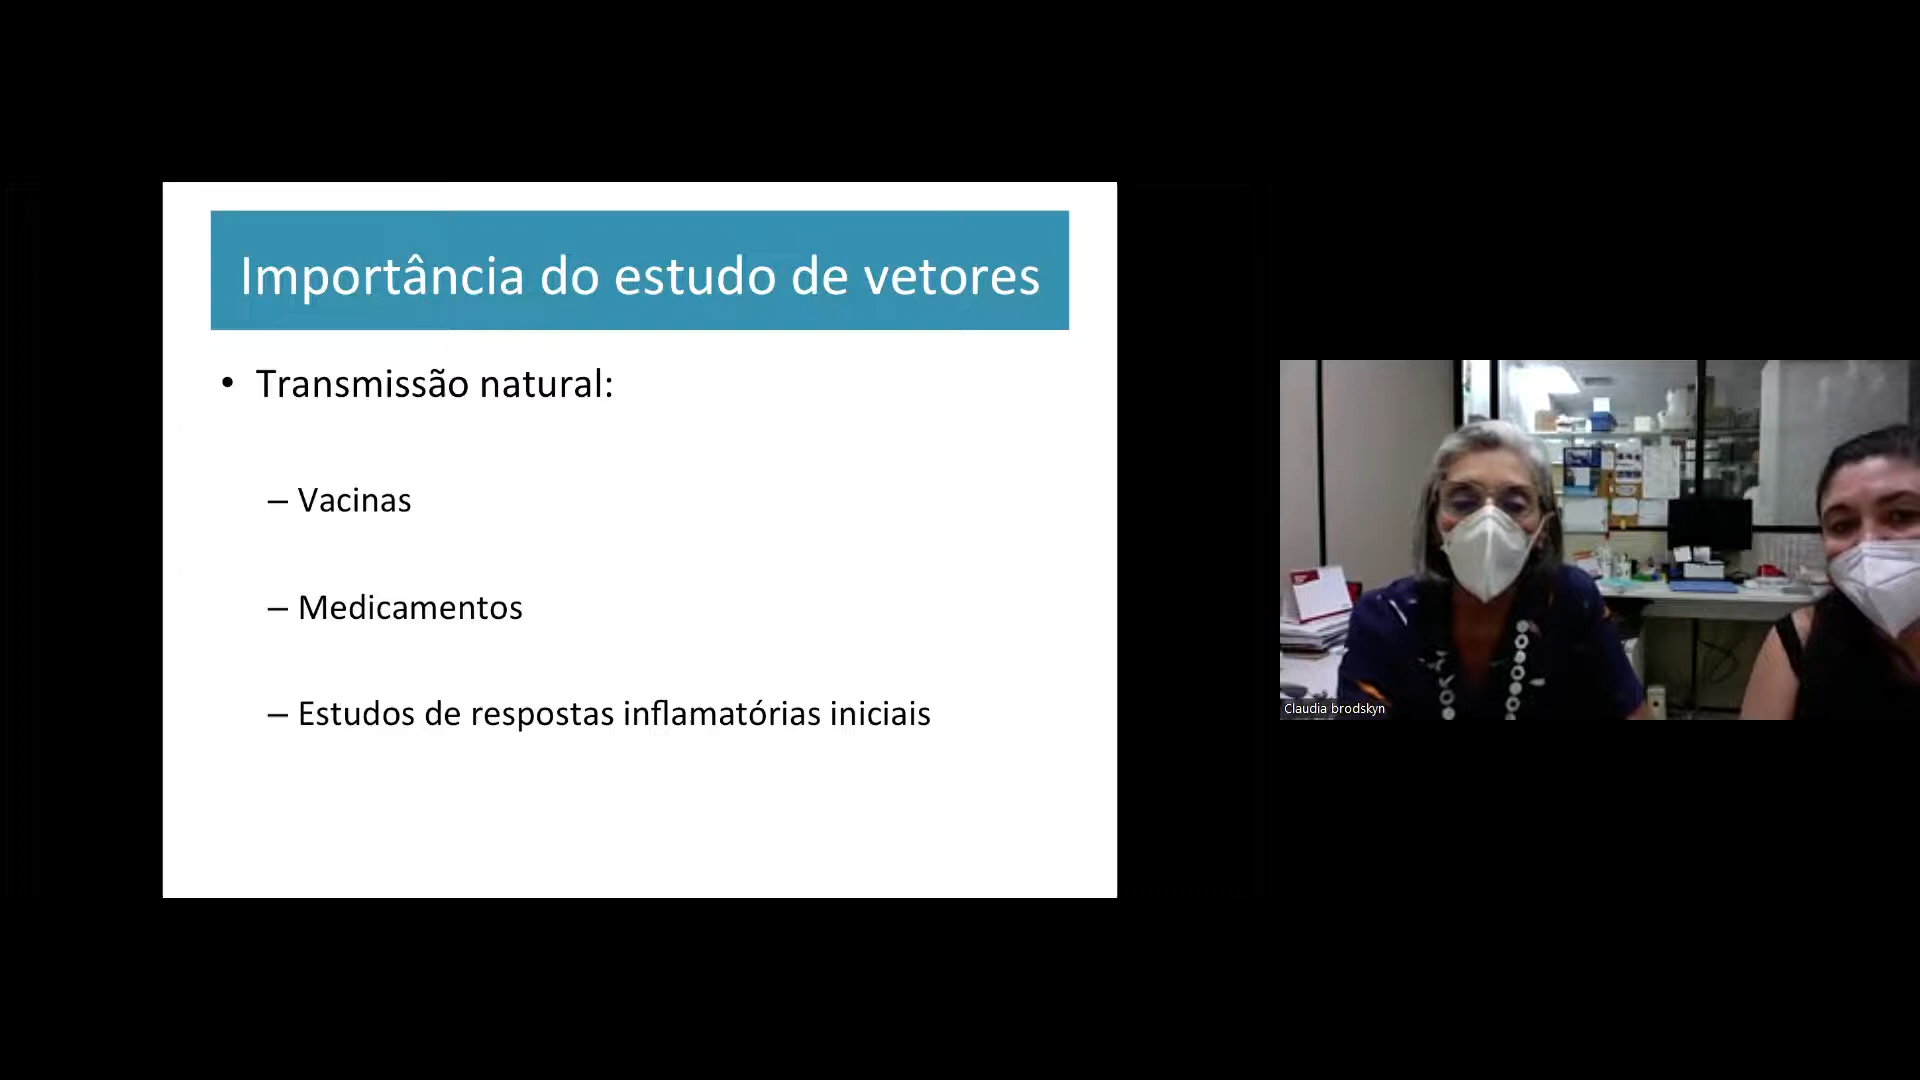 Importância do estudo de vetores
• Transmissão natural:
– Vacinas
– Medicamentos
– Estudos de respostas inflamatórias iniciais
Claudia brodskyn